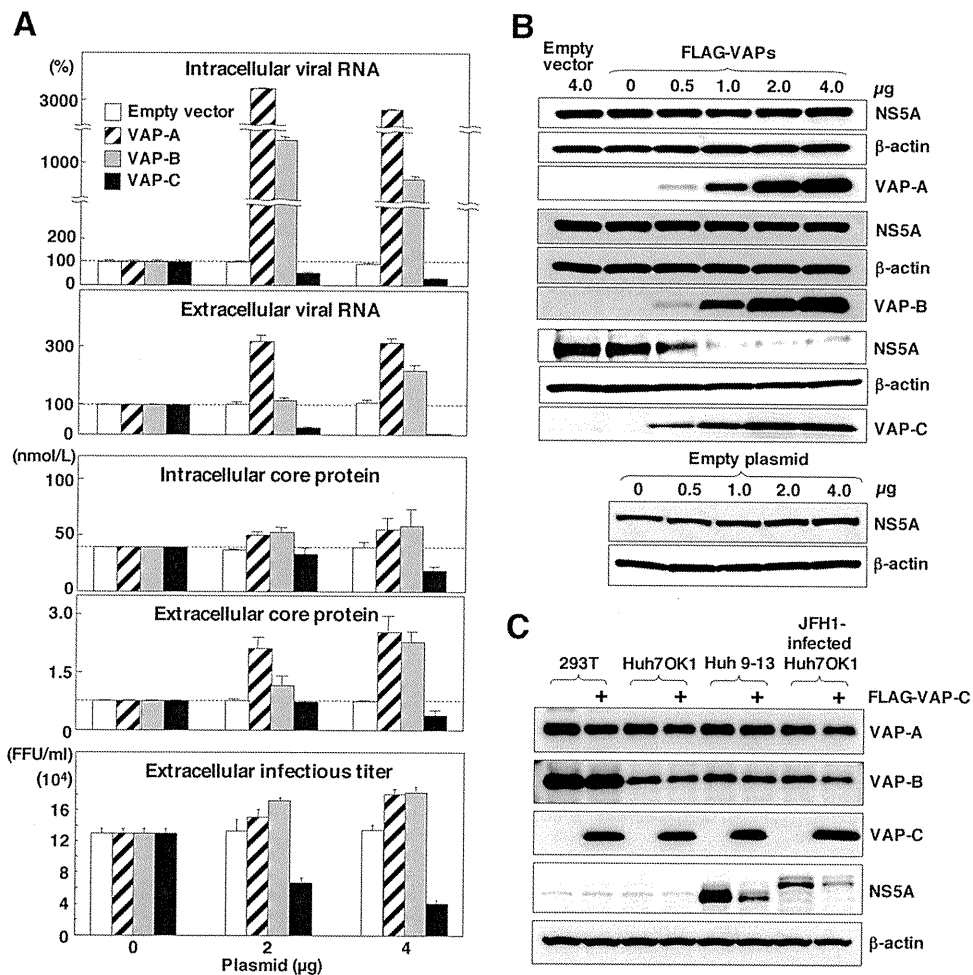 A
(%)
Intracellular viral RNA
3000
1000
200
100
0
Empty vector
VAP-A
VAP-B
VAP-C
Extracellular viral RNA
300
100
0
(nmol/L)
Intracellular core protein
100
50
0
Extracellular core protein
3.0
1.5
0
(FFU/ml)
(10⁴)
Extracellular infectious titer
16
12
8
4
0
0 2 4
Plasmid (µg)
B
Empty vector
FLAG-VAPs
4.0 0 0.5 1.0 2.0 4.0 µg
NS5A
β-actin
VAP-A
NS5A
β-actin
VAP-B
NS5A
β-actin
VAP-C
Empty plasmid
0 0.5 1.0 2.0 4.0 µg
NS5A
β-actin
C
293T Huh7OK1 Huh 9-13 JFH1-infected Huh7OK1
+ + + + FLAG-VAP-C
VAP-A
VAP-B
VAP-C
NS5A
β-actin